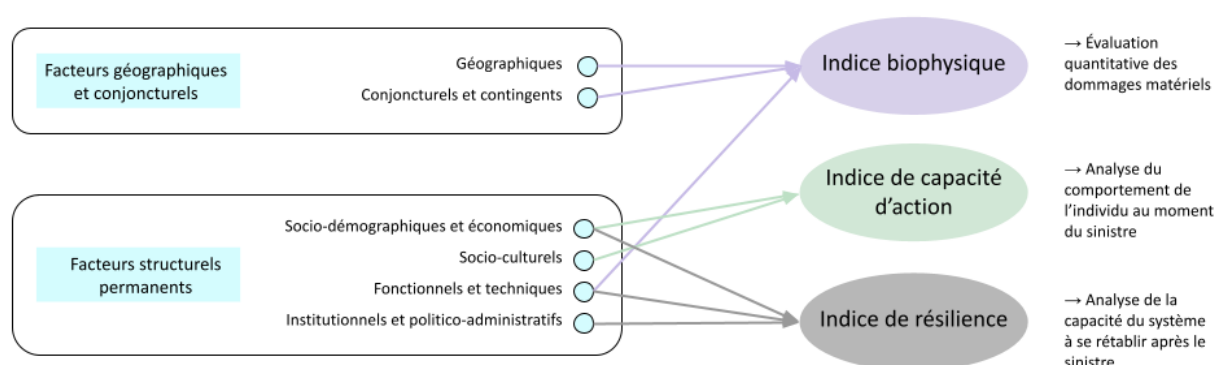 Facteurs géographiques
et conjoncturels
Géographiques
Conjoncturels et contingents
Indice biophysique
→ Évaluation
quantitative des
dommages matériels
Facteurs structurels
permanents
Socio-démographiques et économiques
Socio-culturels
Fonctionnels et techniques
Institutionnels et politico-administratifs
Indice de capacité
d’action
→ Analyse du
comportement de
l’individu au moment
du sinistre
Indice de résilience
→ Analyse de la
capacité du système
à se rétablir après le
sinistre